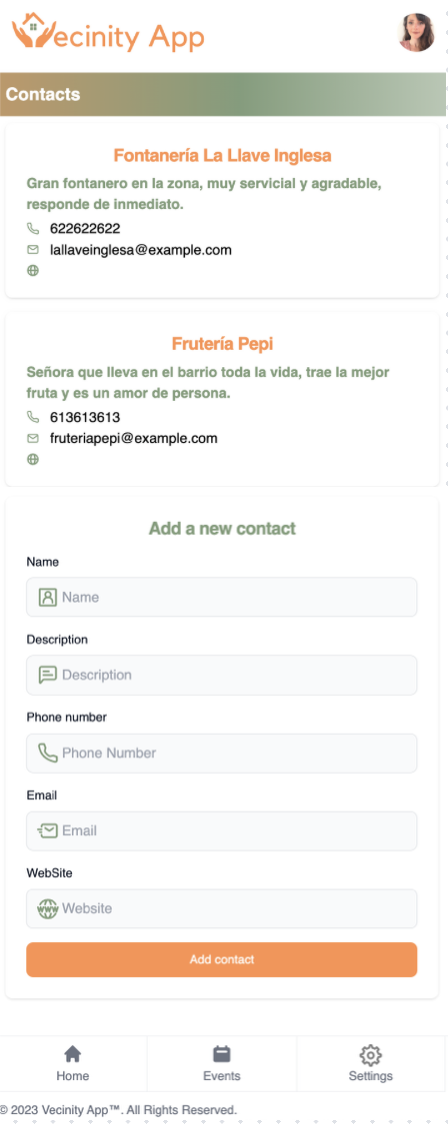 Vecinity App
Contacts
Fontanería La Llave Inglesa
Gran fontanero en la zona, muy servicial y agradable,
responde de inmediato.
622622622
lallaveinglesa@example.com
Frutería Pepi
Señora que lleva en el barrio toda la vida, trae la mejor
fruta y es un amor de persona.
613613613
fruteriapepi@example.com
Add a new contact
Name
Name
Description
Description
Phone number
Phone Number
Email
Email
WebSite
www Website
Add contact
Home
Events
Settings
© 2023 Vecinity App™. All Rights Reserved.